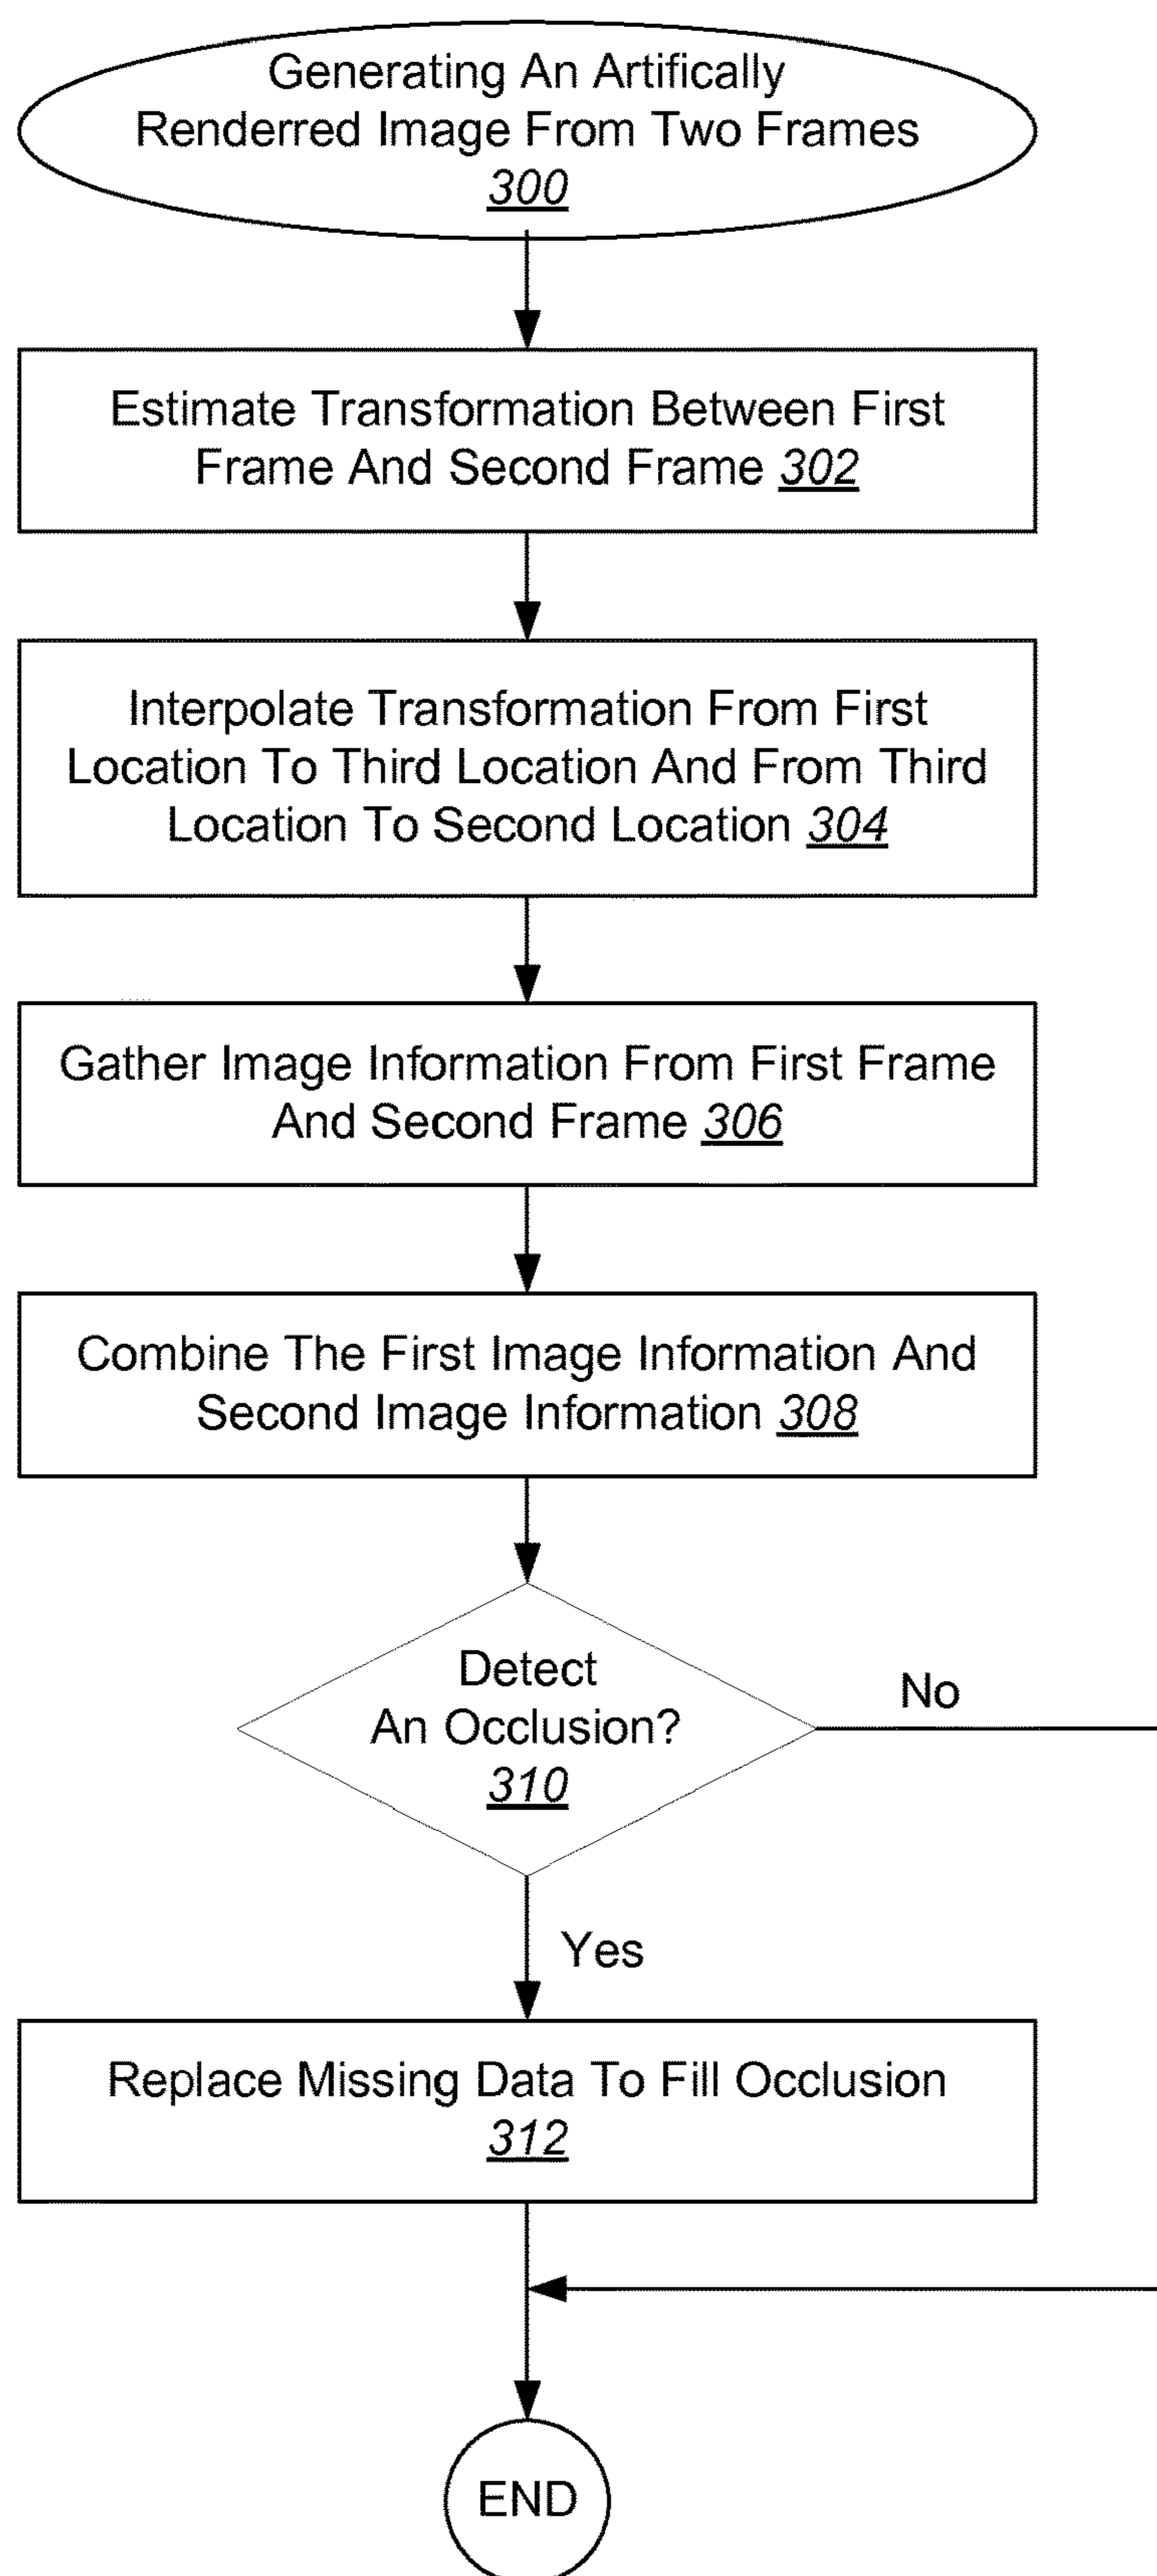 Generating An Artifically
Renderred Image From Two Frames
300
Estimate Transformation Between First
Frame And Second Frame 302
Interpolate Transformation From First
Location To Third Location And From Third
Location To Second Location 304
Gather Image Information From First Frame
And Second Frame 306
Combine The First Image Information And
Second Image Information 308
Detect
An Occlusion?
310
No
Yes
Replace Missing Data To Fill Occlusion
312
END